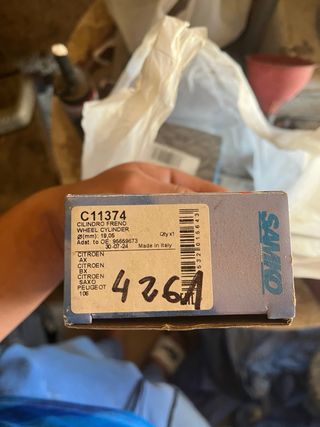 C11374
CILINDRO FRENO
WHEEL CYLINDER
Ø(mm): 19,05 Qty x1
Adat. to OE: 95659673
30-07-24 Made in Italy
CITROEN
AX
CITROEN
BX
CITROEN
SAXO
PEUGEOT
106
4261
SAMKO